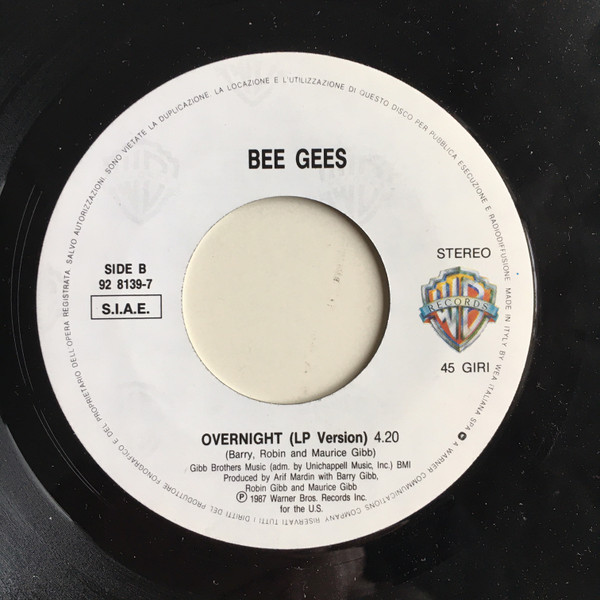 BEE GEES
SIDE B
92 8139-7
S.I.A.E.
STEREO
WB
RECORDS
45 GIRI
OVERNIGHT (LP Version) 4.20
(Barry, Robin and Maurice Gibb)
Gibb Brothers Music (adm. by Unichappell Music, Inc.) BMI
Produced by Arif Mardin with Barry Gibb,
Robin Gibb and Maurice Gibb
℗ 1987 Warner Bros. Records Inc.
for the U.S.
TUTTI I DIRITTI DEL PRODUTTORE FONOGRAFICO E DEL PROPRIETARIO DELL'OPERA REGISTRATA SALVO AUTORIZZAZIONI SONO VIETATE LA DUPLICAZIONE, LA LOCAZIONE E L'UTILIZZAZIONE DI QUESTO DISCO PER PUBBLICA ESECUZIONE E RADIODIFFUSIONE MADE IN ITALY BY WEA ITALIANA SPA A WARNER COMMUNICATIONS COMPANY RISERVATI